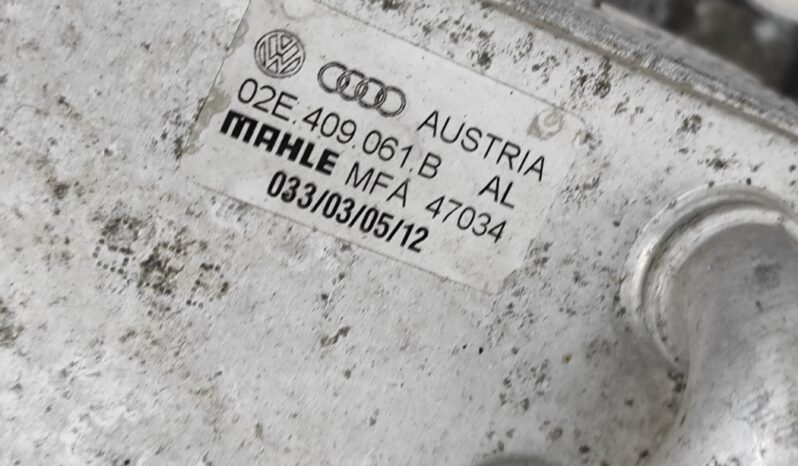 AUSTRIA
02E.409.061.B AL
MAHLE MFA 47034
033/03/05/12